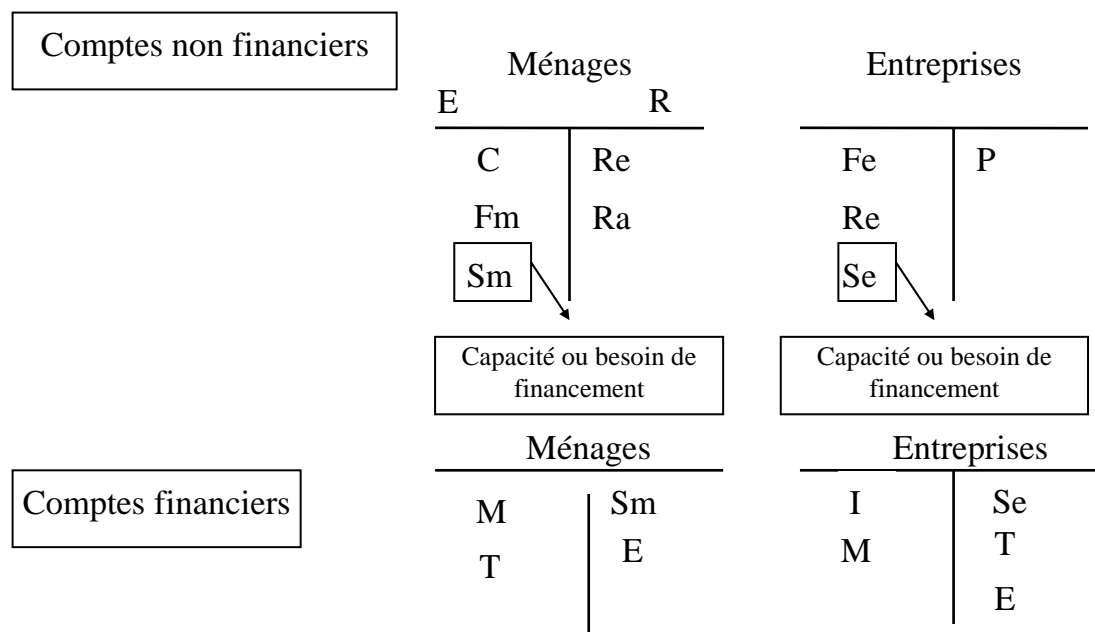 Comptes non financiers
Ménages
Entreprises
E R
C Re
Fm Ra
Sm
Fe P
Re
Se
Capacité ou besoin de
financement
Capacité ou besoin de
financement
Comptes financiers
Ménages
M Sm
T E
Entreprises
I Se
M T
E